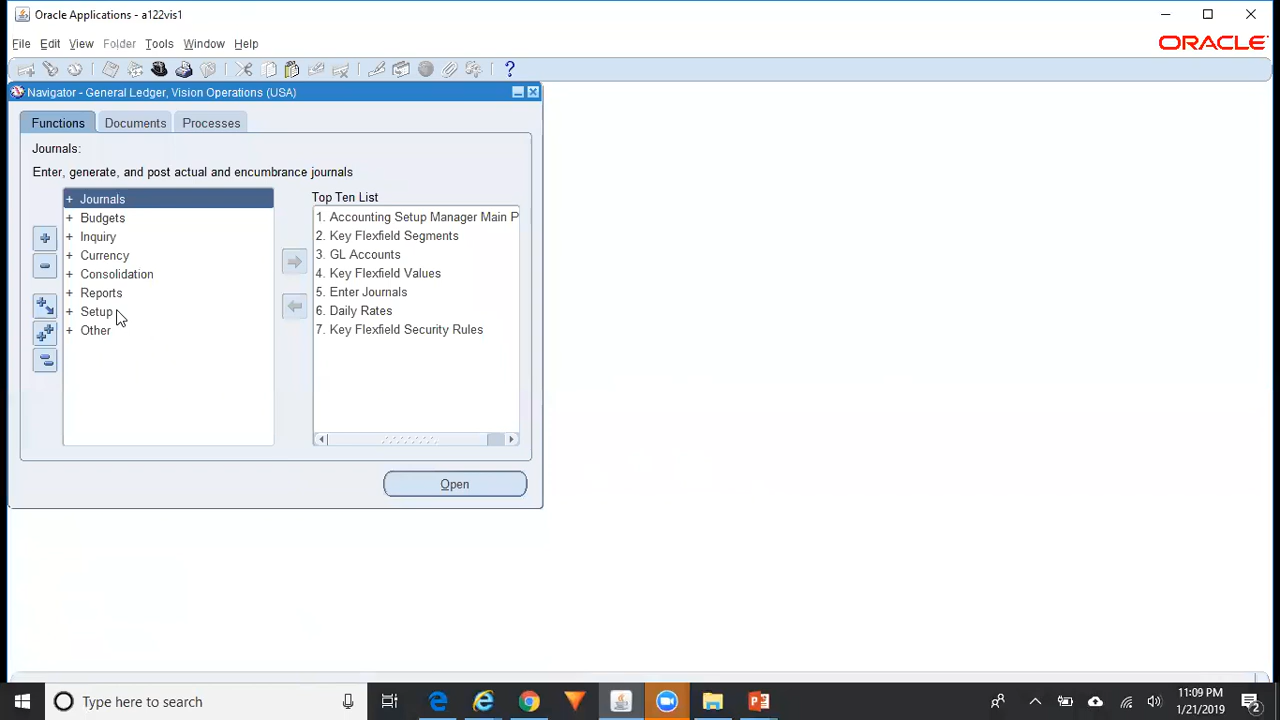 Oracle Applications - a122vis1
File Edit View Folder Tools Window Help
ORACLE
?
Navigator - General Ledger, Vision Operations (USA)
Functions Documents Processes
Journals:
Enter, generate, and post actual and encumbrance journals
+ Journals
+ Budgets
+ Inquiry
+ Currency
+ Consolidation
+ Reports
+ Setup
+ Other
Top Ten List
1. Accounting Setup Manager Main P
2. Key Flexfield Segments
3. GL Accounts
4. Key Flexfield Values
5. Enter Journals
6. Daily Rates
7. Key Flexfield Security Rules
Open
Type here to search
11:09 PM
1/21/2019
2